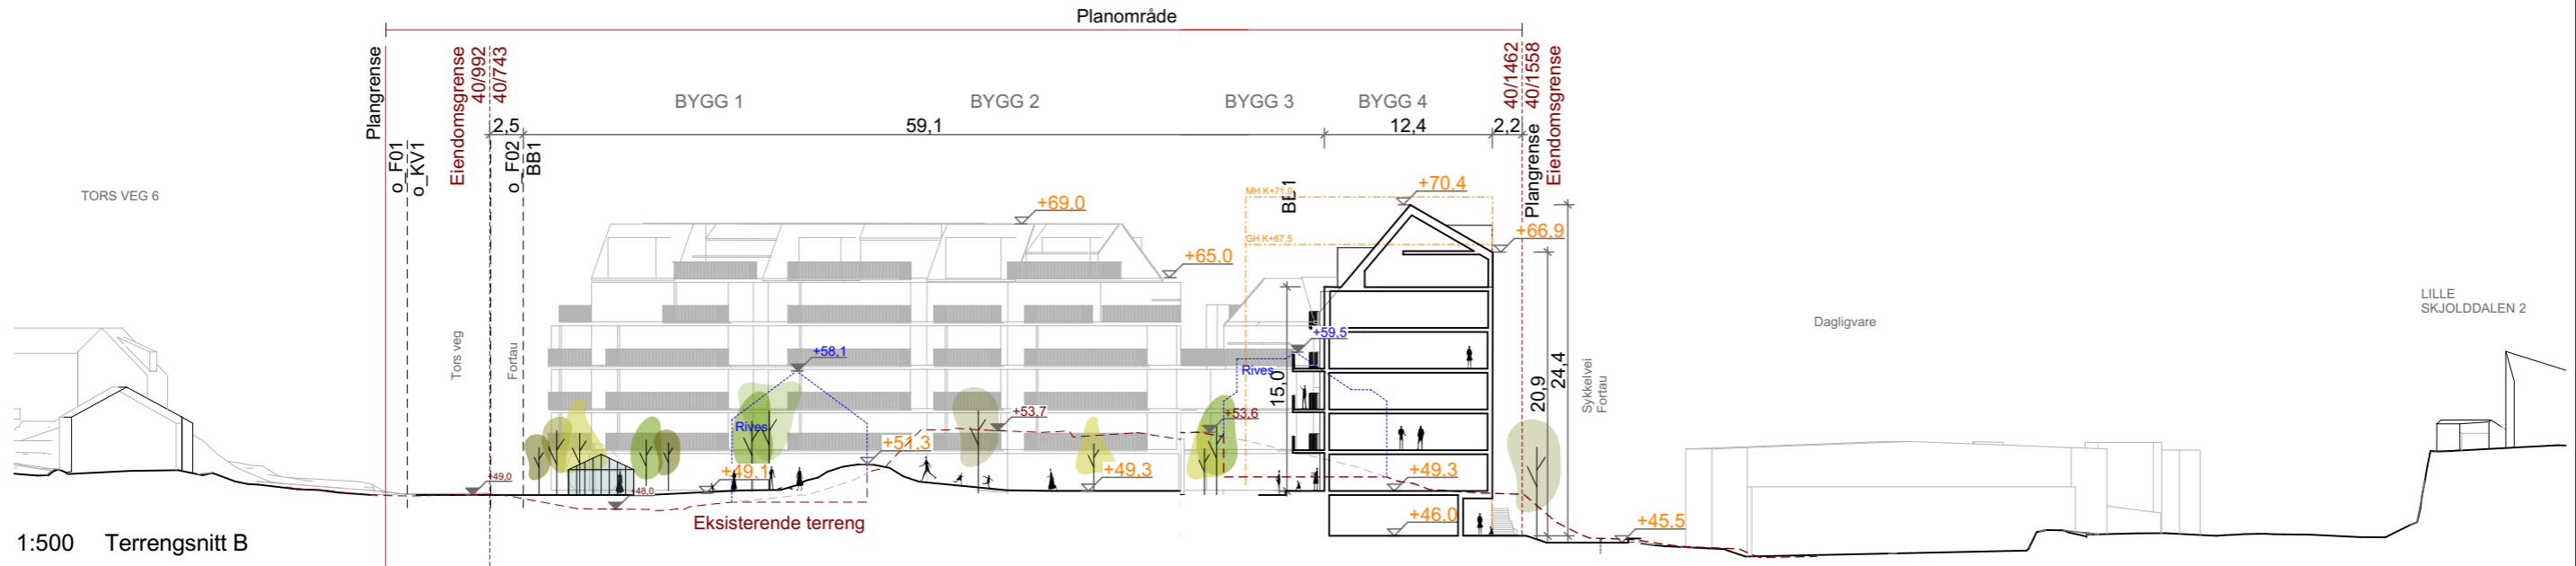 Planområde
Plangrense
o_F01
o_KV1
Eiendomsgrense
40/992
40/743
o_F02
BB1
BYGG 1
BYGG 2
BYGG 3
BYGG 4
40/1462
40/1558
Plangrense
Eiendomsgrense
2,5
59,1
12,4
2,2
TORS VEG 6
Tors veg
Fortau
+69.0
+65.0
MH K+71,0
GH K+67,5
BB1
+70.4
+66.9
+58,1
Rives
+59,5
Rives
15,0
20,9
24,4
Sykkelvei
Fortau
Dagligvare
LILLE
SKJOLDDALEN 2
+53,7
+53,6
+51.3
+49.1
+49.3
+49.3
+49,0
+48,0
+46.0
+45.5
Eksisterende terreng
1:500 Terrengsnitt B